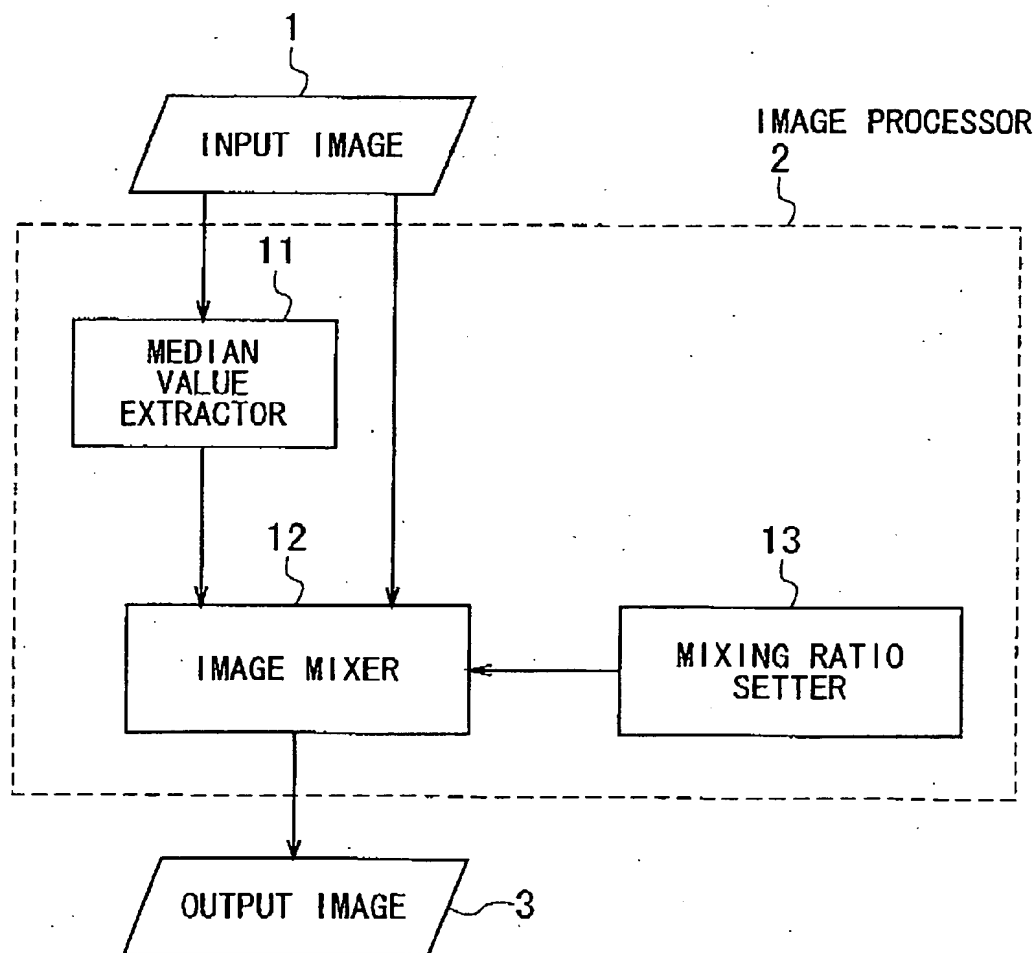 1
INPUT IMAGE
IMAGE PROCESSOR
2
11
MEDIAN
VALUE
EXTRACTOR
12
13
IMAGE MIXER
MIXING RATIO
SETTER
OUTPUT IMAGE
3